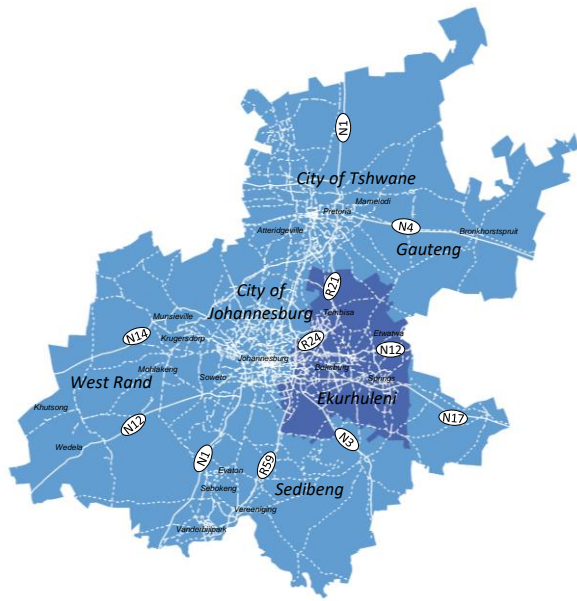 N1
City of Tshwane
Mamelodi
Pretoria
N4
Atteridgeville
Bronkhorstspruit
Gauteng
R21
City of
Johannesburg
Tembisa
Munsieville
N14
Krugersdorp
R24
Etwatwa
N12
Johannesburg
Boksburg
Mohlakeng
Soweto
Springs
West Rand
Ekurhuleni
Khutsong
N12
N17
Wedela
N1
N3
R59
Evaton
Sebokeng
Sedibeng
Vereeniging
Vanderbijlpark